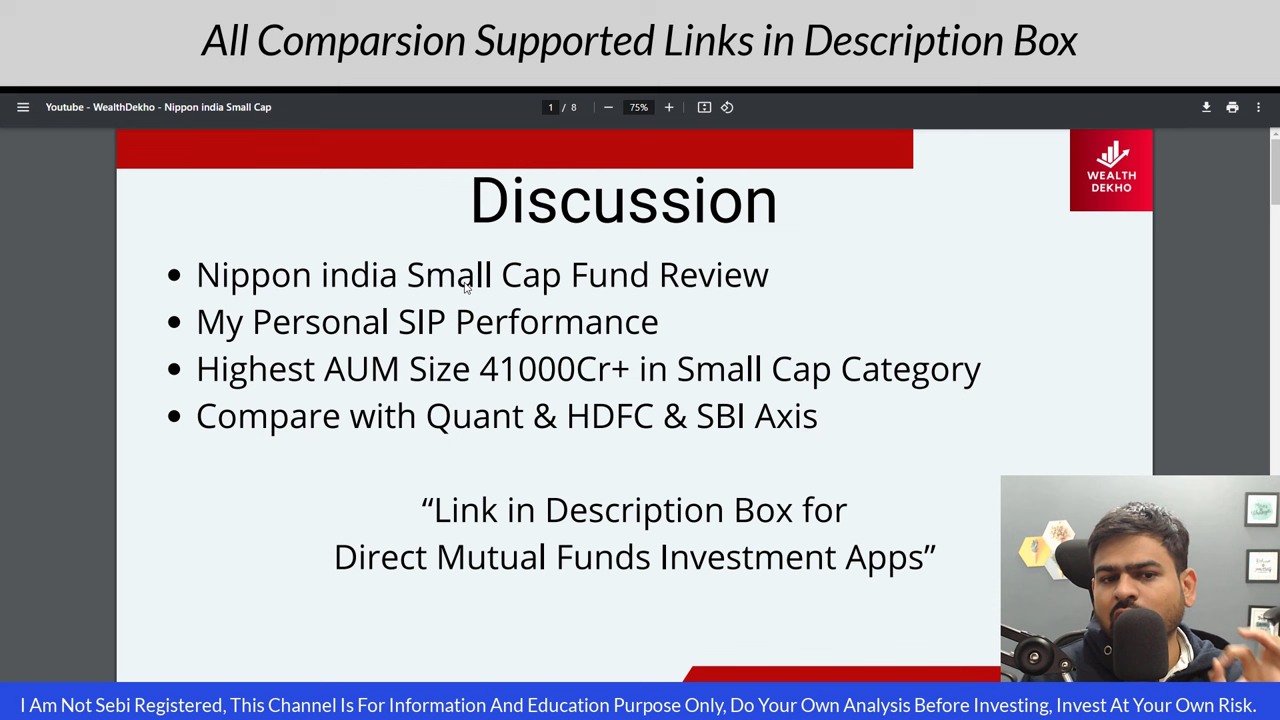 All Comparsion Supported Links in Description Box
Youtube - WealthDekho - Nippon india Small Cap
1 / 8
75%
WEALTH
DEKHO
Discussion
• Nippon india Small Cap Fund Review
• My Personal SIP Performance
• Highest AUM Size 41000Cr+ in Small Cap Category
• Compare with Quant & HDFC & SBI Axis
“Link in Description Box for
Direct Mutual Funds Investment Apps”
I Am Not Sebi Registered, This Channel Is For Information And Education Purpose Only, Do Your Own Analysis Before Investing, Invest At Your Own Risk.